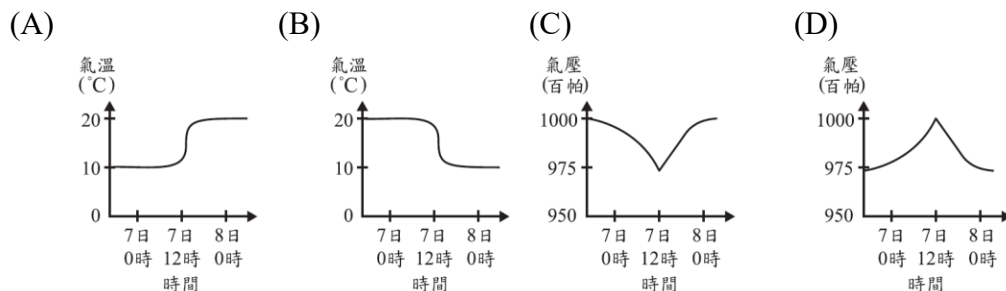 (A) (B) (C) (D)
氣溫 氣溫 氣壓 氣壓
(°C) (°C) (百帕) (百帕)
20 20 1000 1000
10 10 975 975
0 0 950 950
7日 7日 8日 7日 7日 8日 7日 7日 8日 7日 7日 8日
0時 12時 0時 0時 12時 0時 0時 12時 0時 0時 12時 0時
時間 時間 時間 時間